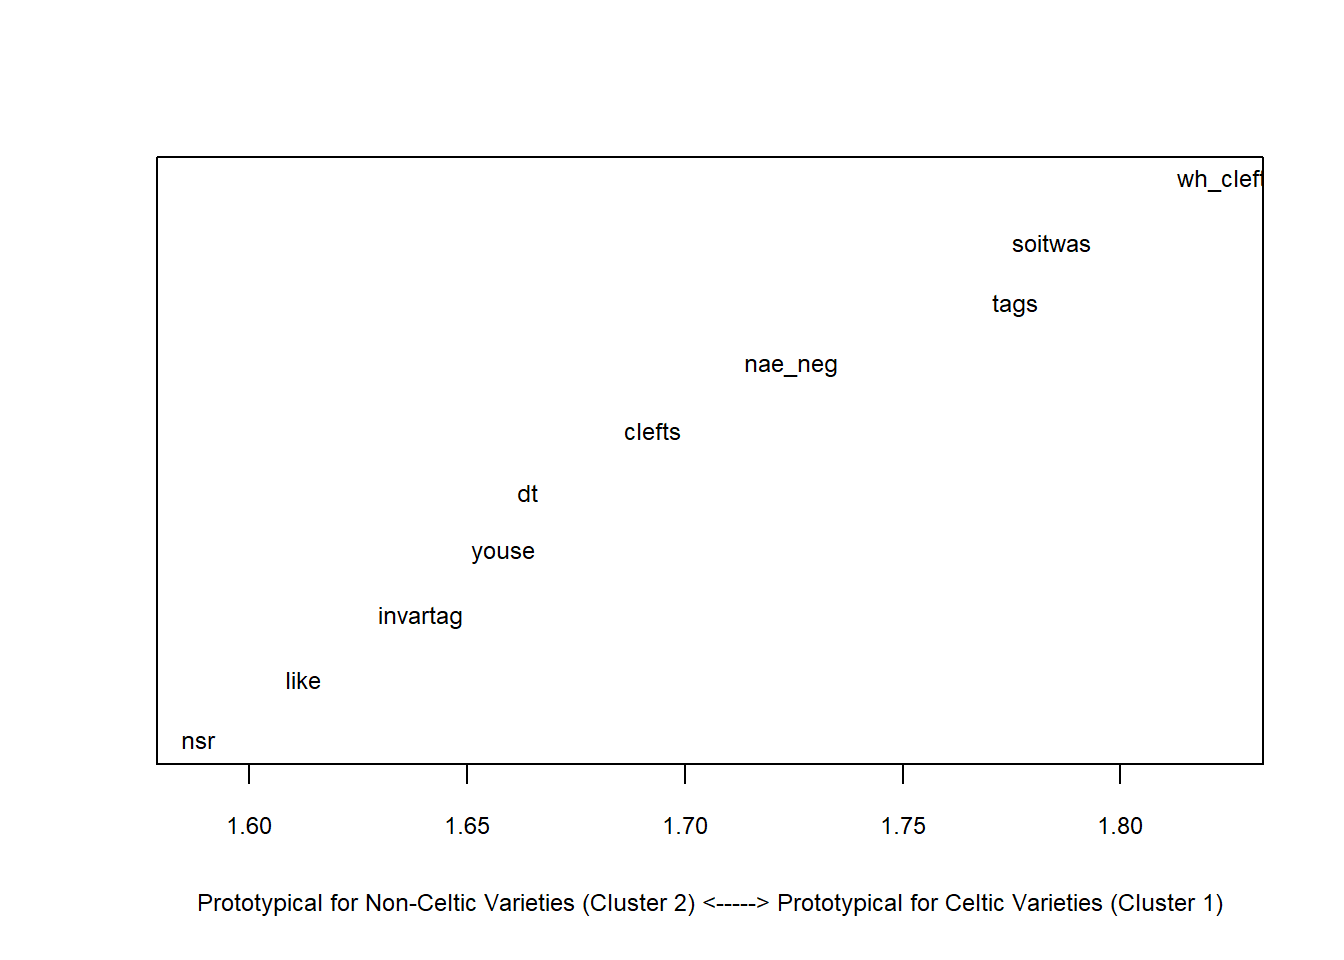 wh_cleft
soitwas
tags
nae_neg
clefts
dt
youse
invartag
like
nsr
1.60 1.65 1.70 1.75 1.80
Prototypical for Non-Celtic Varieties (Cluster 2) <-----> Prototypical for Celtic Varieties (Cluster 1)